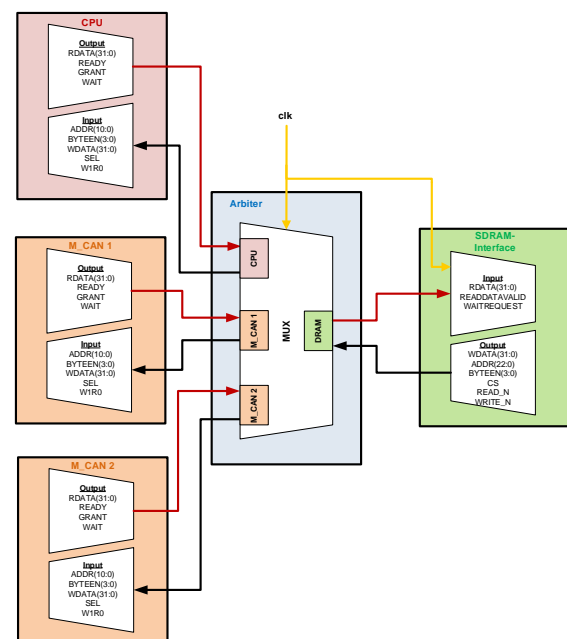 CPU
Output
RDATA(31:0)
READY
GRANT
WAIT
Input
ADDR(10:0)
BYTEEN(3:0)
WDATA(31:0)
SEL
W1R0
M_CAN 1
Output
RDATA(31:0)
READY
GRANT
WAIT
Input
ADDR(10:0)
BYTEEN(3:0)
WDATA(31:0)
SEL
W1R0
M_CAN 2
Output
RDATA(31:0)
READY
GRANT
WAIT
Input
ADDR(10:0)
BYTEEN(3:0)
WDATA(31:0)
SEL
W1R0
clk
Arbiter
CPU
M_CAN 1
M_CAN 2
MUX
DRAM
SDRAM-
Interface
Input
RDATA(31:0)
READDATAVALID
WAITREQUEST
Output
WDATA(31:0)
ADDR(22:0)
BYTEEN(3:0)
CS
READ_N
WRITE_N